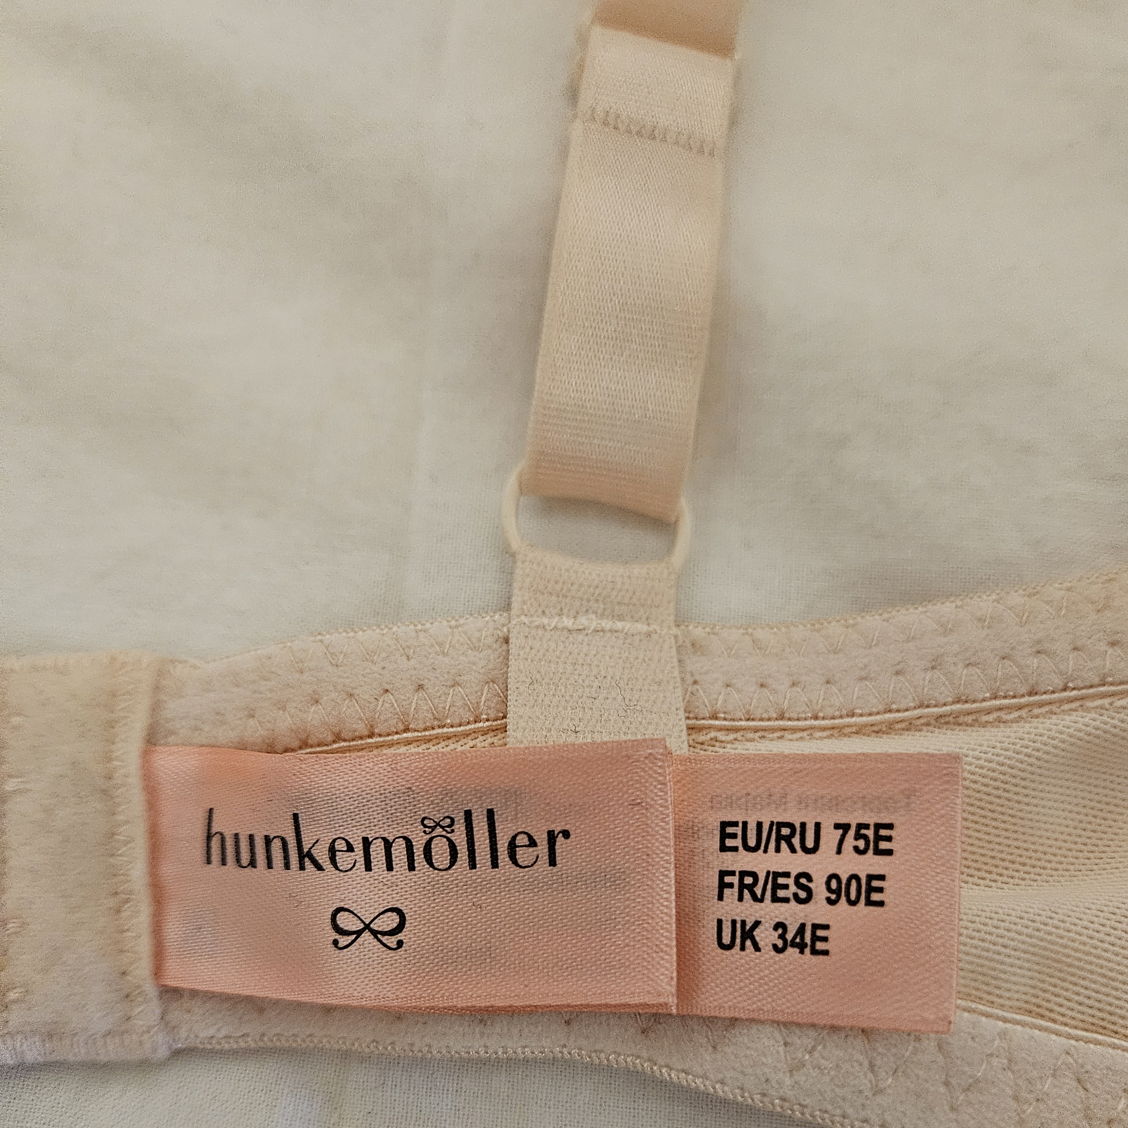 hunkemöller
EU/RU 75E
FR/ES 90E
UK 34E